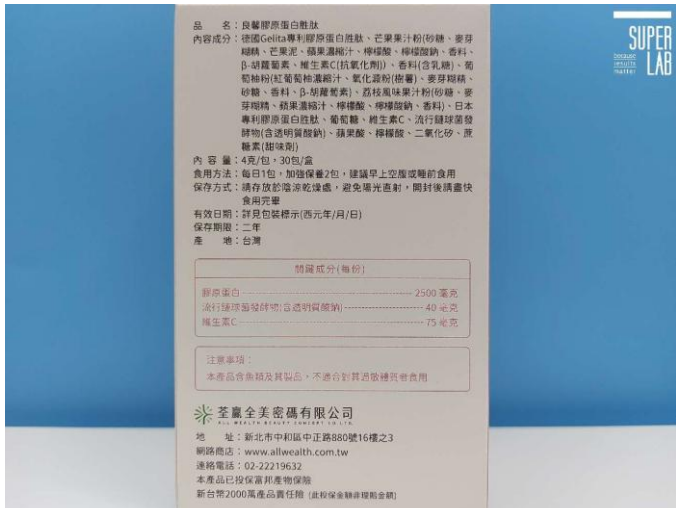 品　　名：良馨膠原蛋白胜肽
內容成分：德國Gelita專利膠原蛋白胜肽、芒果果汁粉(砂糖、麥芽
糊精、芒果泥、蘋果濃縮汁、檸檬酸、檸檬酸鈉、香料、
β-胡蘿蔔素、維生素C(抗氧化劑))、香料(含乳糖)、葡
萄柚粉(紅葡萄柚濃縮汁、氧化澱粉(樹薯)、麥芽糊精、
砂糖、香料、β-胡蘿蔔素)、荔枝風味果汁粉(砂糖、麥
芽糊精、蘋果濃縮汁、檸檬酸、檸檬酸鈉、香料)、日本
專利膠原蛋白胜肽、葡萄糖、維生素C、流行鏈球菌發
酵物(含透明質酸鈉)、蘋果酸、檸檬酸、二氧化矽、蔗
糖素(甜味劑)
內 容 量：4克/包，30包/盒
食用方法：每日1包，加強保養2包，建議早上空腹或睡前食用
保存方式：請存放於陰涼乾燥處，避免陽光直射，開封後請盡快
食用完畢
有效日期：詳見包裝標示(西元年/月/日)
保存期限：二年
產　　地：台灣
關鍵成分(每份)
膠原蛋白 2500 毫克
流行鏈球菌發酵物(含透明質酸鈉) 40 毫克
維生素C 75 毫克
注意事項：
本產品含魚類及其製品，不適合對其過敏體質者食用
荃贏全美密碼有限公司
ALL WEALTH BEAUTY CONCEPT CO.LTD.
地　　址：新北市中和區中正路880號16樓之3
網路商店：www.allwealth.com.tw
連絡電話：02-22219632
本產品已投保富邦產物保險
新台幣2000萬產品責任險 (此投保金額非理賠金額)
SUPER
because
results
matter
LAB